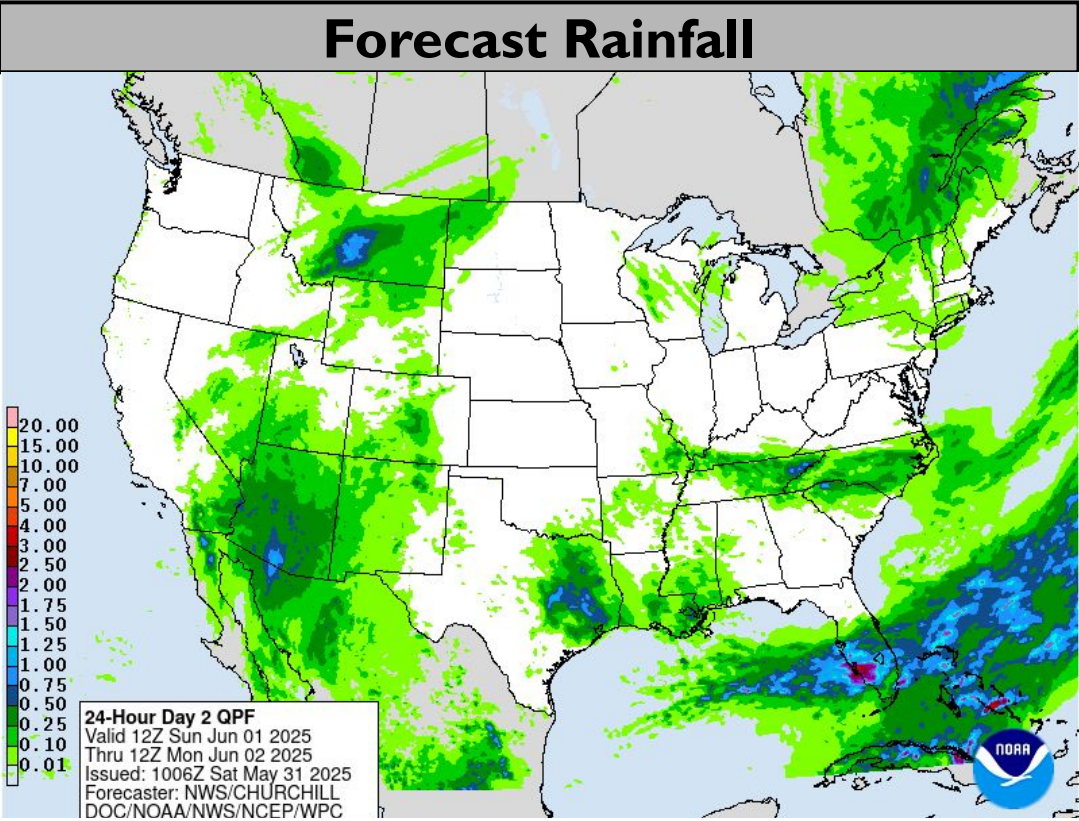 Forecast Rainfall
20.00
15.00
10.00
7.00
5.00
4.00
3.00
2.50
2.00
1.75
1.50
1.25
1.00
0.75
0.50
0.25
0.10
0.01
24-Hour Day 2 QPF
Valid 12Z Sun Jun 01 2025
Thru 12Z Mon Jun 02 2025
Issued: 1006Z Sat May 31 2025
Forecaster: NWS/CHURCHILL
DOC/NOAA/NWS/NCEP/WPC
NOAA